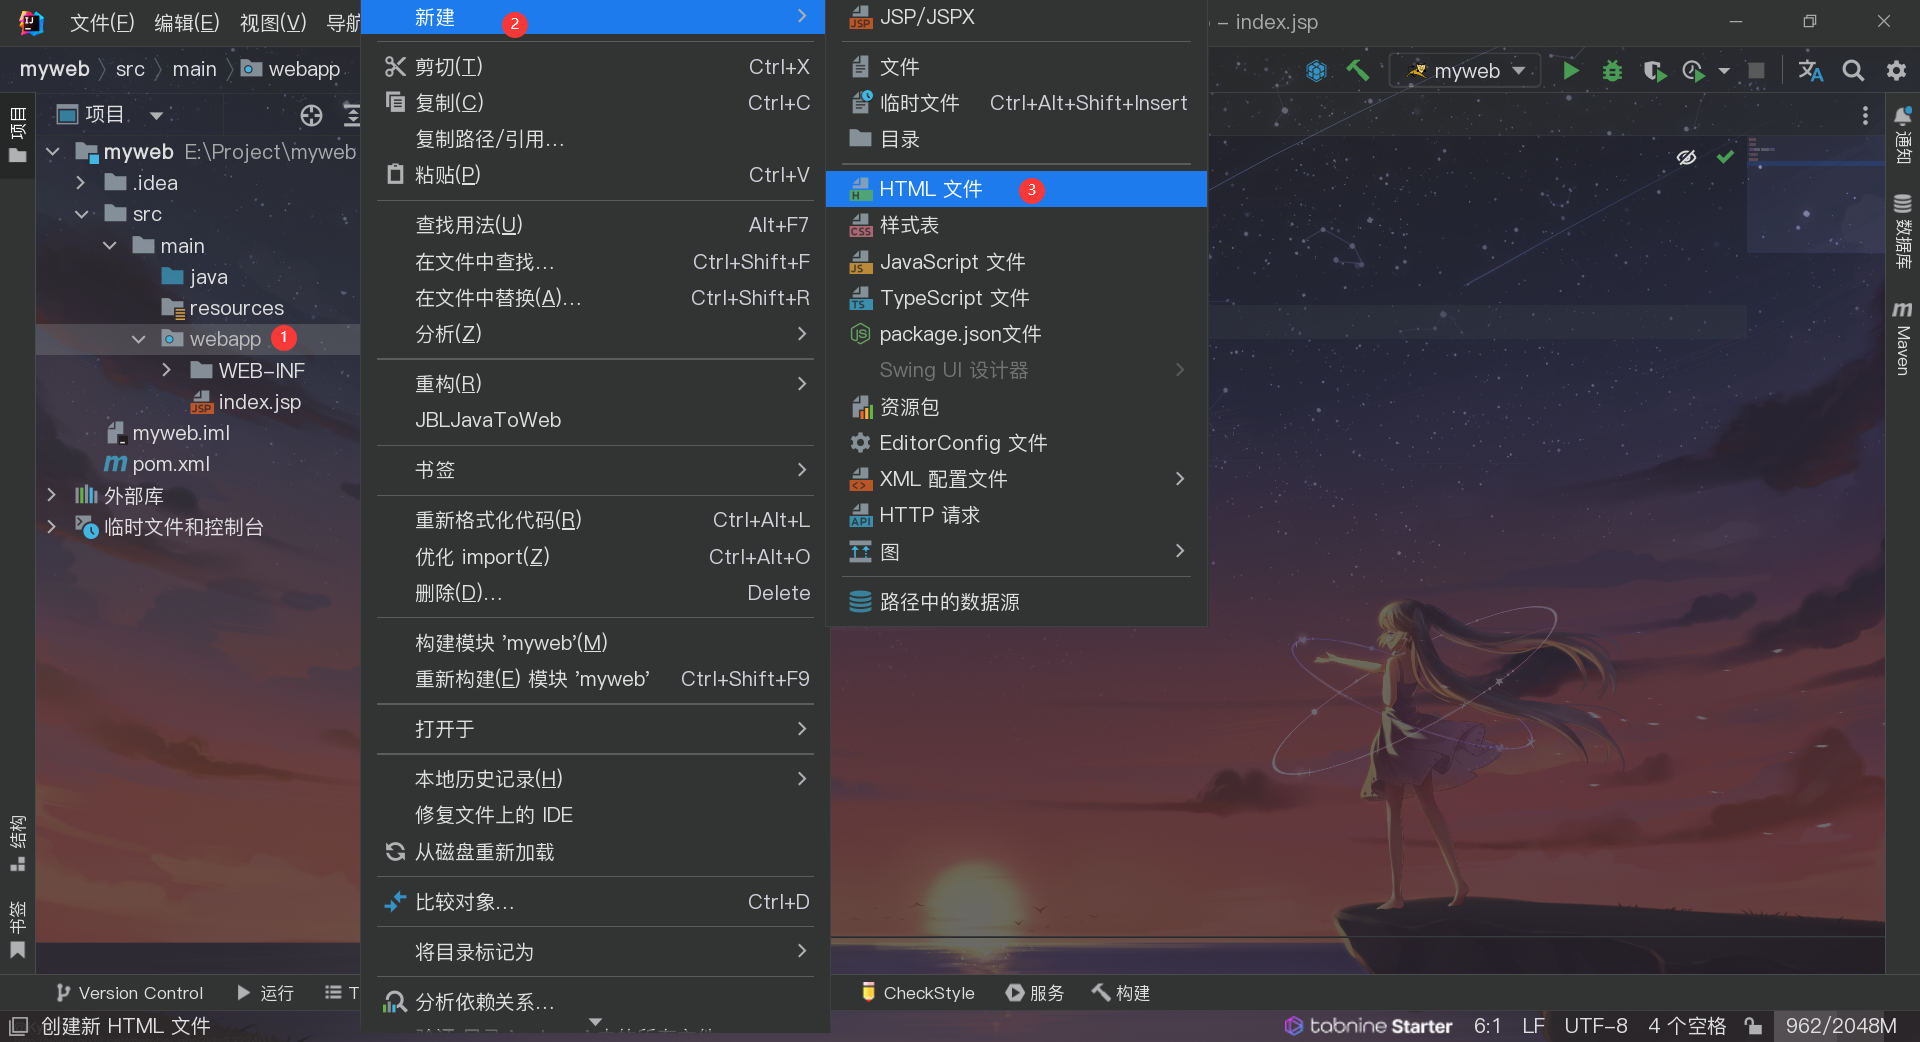 文件(F) 编辑(E) 视图(V) 导航
- index.jsp
myweb src main webapp
myweb
项目
myweb E:\Project\myweb
.idea
src
main
java
resources
webapp 1
WEB-INF
index.jsp
myweb.iml
pom.xml
外部库
临时文件和控制台
项目
结构
书签
新建 2
剪切(T) Ctrl+X
复制(C) Ctrl+C
复制路径/引用...
粘贴(P) Ctrl+V
查找用法(U) Alt+F7
在文件中查找... Ctrl+Shift+F
在文件中替换(A)... Ctrl+Shift+R
分析(Z)
重构(R)
JBLJavaToWeb
书签
重新格式化代码(R) Ctrl+Alt+L
优化 import(Z) Ctrl+Alt+O
删除(D)... Delete
构建模块 'myweb'(M)
重新构建(E) 模块 'myweb' Ctrl+Shift+F9
打开于
本地历史记录(H)
修复文件上的 IDE
从磁盘重新加载
比较对象... Ctrl+D
将目录标记为
分析依赖关系...
JSP/JSPX
文件
临时文件 Ctrl+Alt+Shift+Insert
目录
HTML 文件 3
样式表
JavaScript 文件
TypeScript 文件
package.json文件
Swing UI 设计器
资源包
EditorConfig 文件
XML 配置文件
HTTP 请求
图
路径中的数据源
通知
数据库
Maven
Version Control 运行 T
CheckStyle 服务 构建
创建新 HTML 文件
tabnine Starter 6:1 LF UTF-8 4 个空格 962/2048M